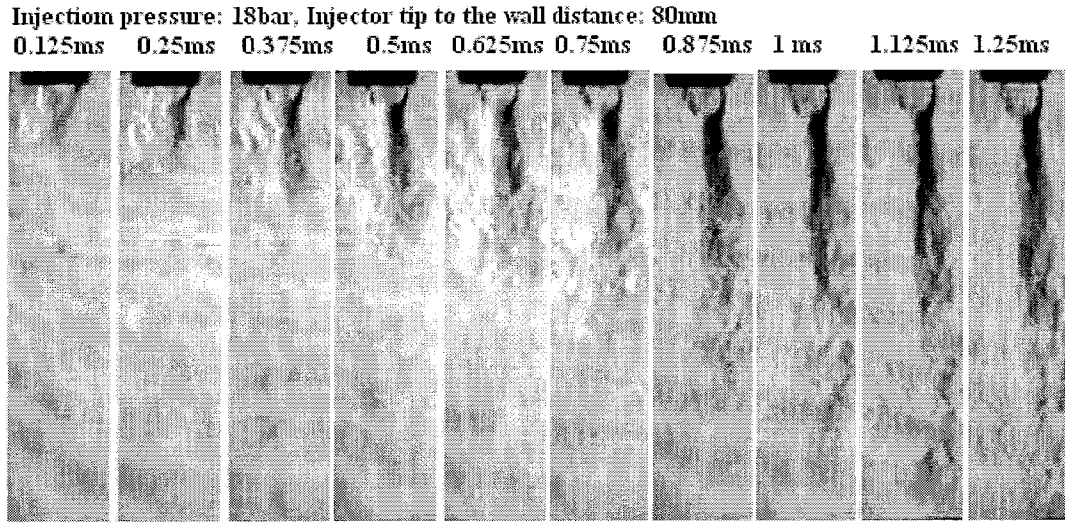 Injectiom pressure: 18bar, Injector tip to the wall distance: 80mm
0.125ms 0.25ms 0.375ms 0.5ms 0.625ms 0.75ms 0.875ms 1 ms 1.125ms 1.25ms